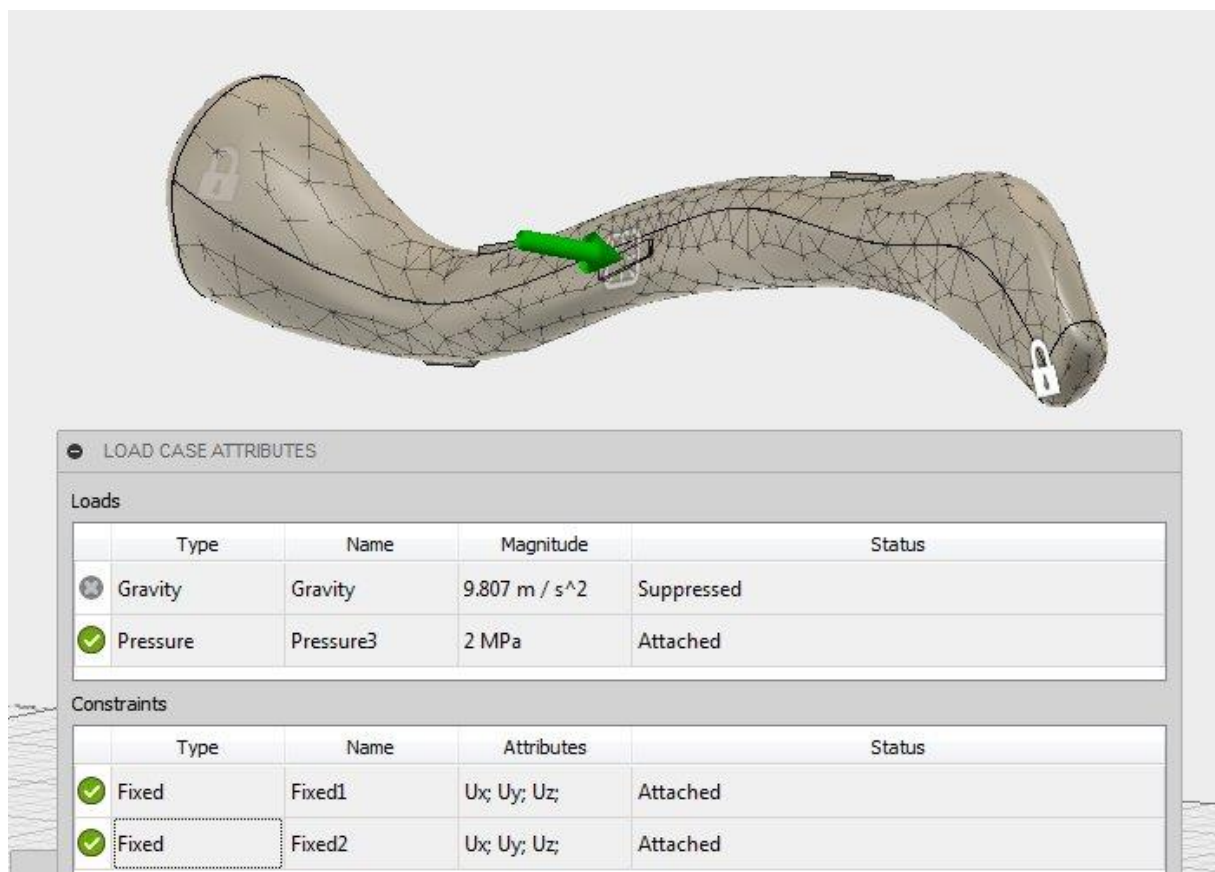 LOAD CASE ATTRIBUTES
Loads
Type Name Magnitude Status
Gravity Gravity 9.807 m / s^2 Suppressed
Pressure Pressure3 2 MPa Attached
Constraints
Type Name Attributes Status
Fixed Fixed1 Ux; Uy; Uz; Attached
Fixed Fixed2 Ux; Uy; Uz; Attached